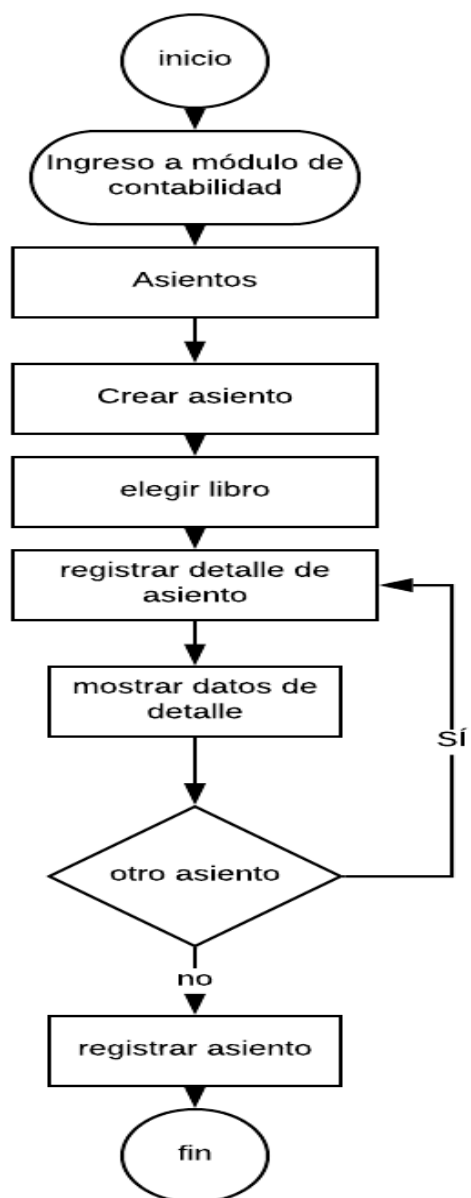 inicio
Ingreso a módulo de
contabilidad
Asientos
Crear asiento
elegir libro
registrar detalle de
asiento
mostrar datos de
detalle
SÍ
otro asiento
no
registrar asiento
fin